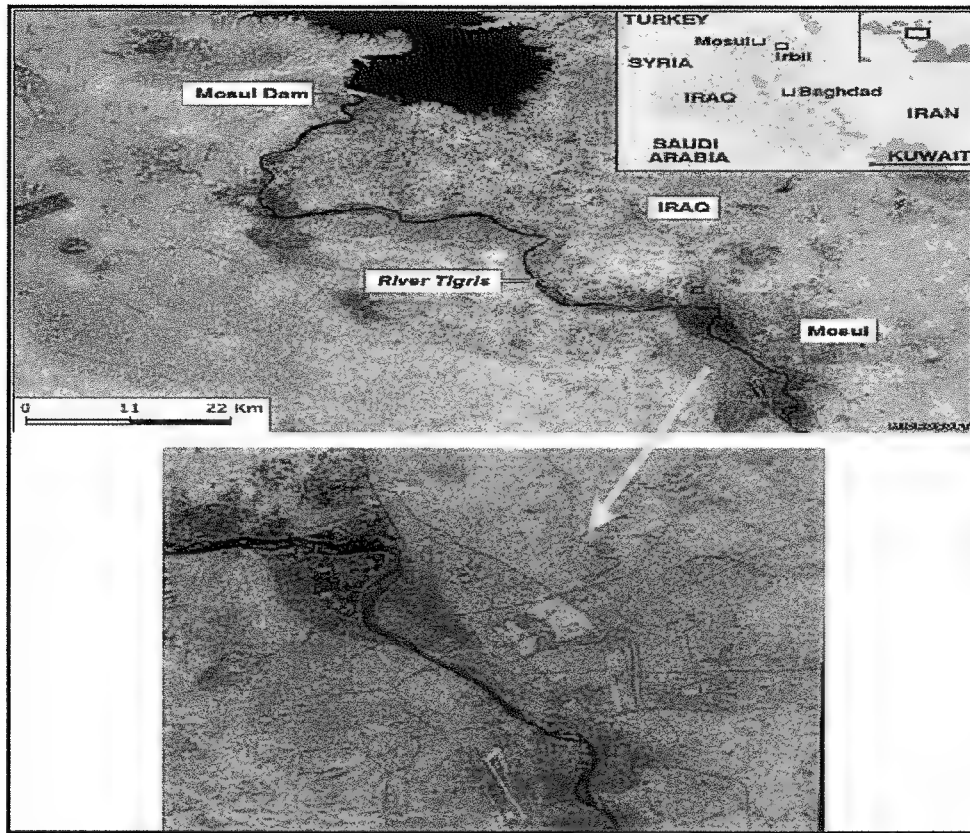 TURKEY
Mosul
Irbil
SYRIA
IRAQ
Baghdad
IRAN
SAUDI
ARABIA
KUWAIT
Mosul Dam
IRAQ
River Tigris
Mosul
0 11 22 Km